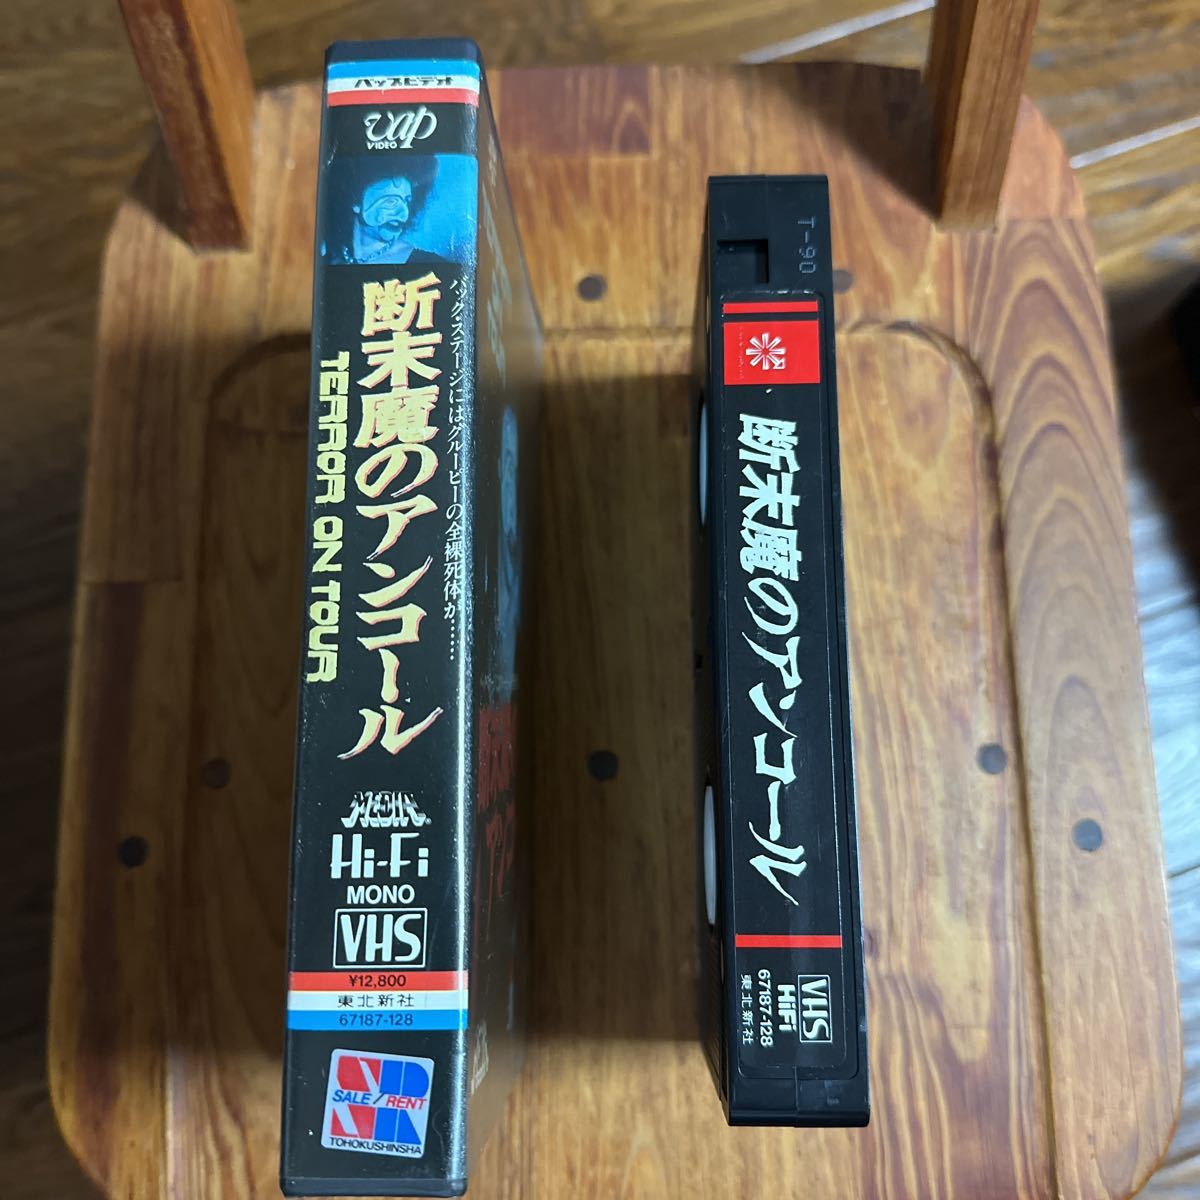 バップビデオ
vap
VIDEO
バック・ステージにはグルーピーの全裸死体が……
断末魔のアンコール
TERROR ON TOUR
MEDIA
Hi-Fi
MONO
VHS
¥12,800
東北新社
67187-128
SALE/RENT
TOHOKUSHINSHA
T-90
断末魔のアンコール
VHS
HiFi
67187-128
東北新社